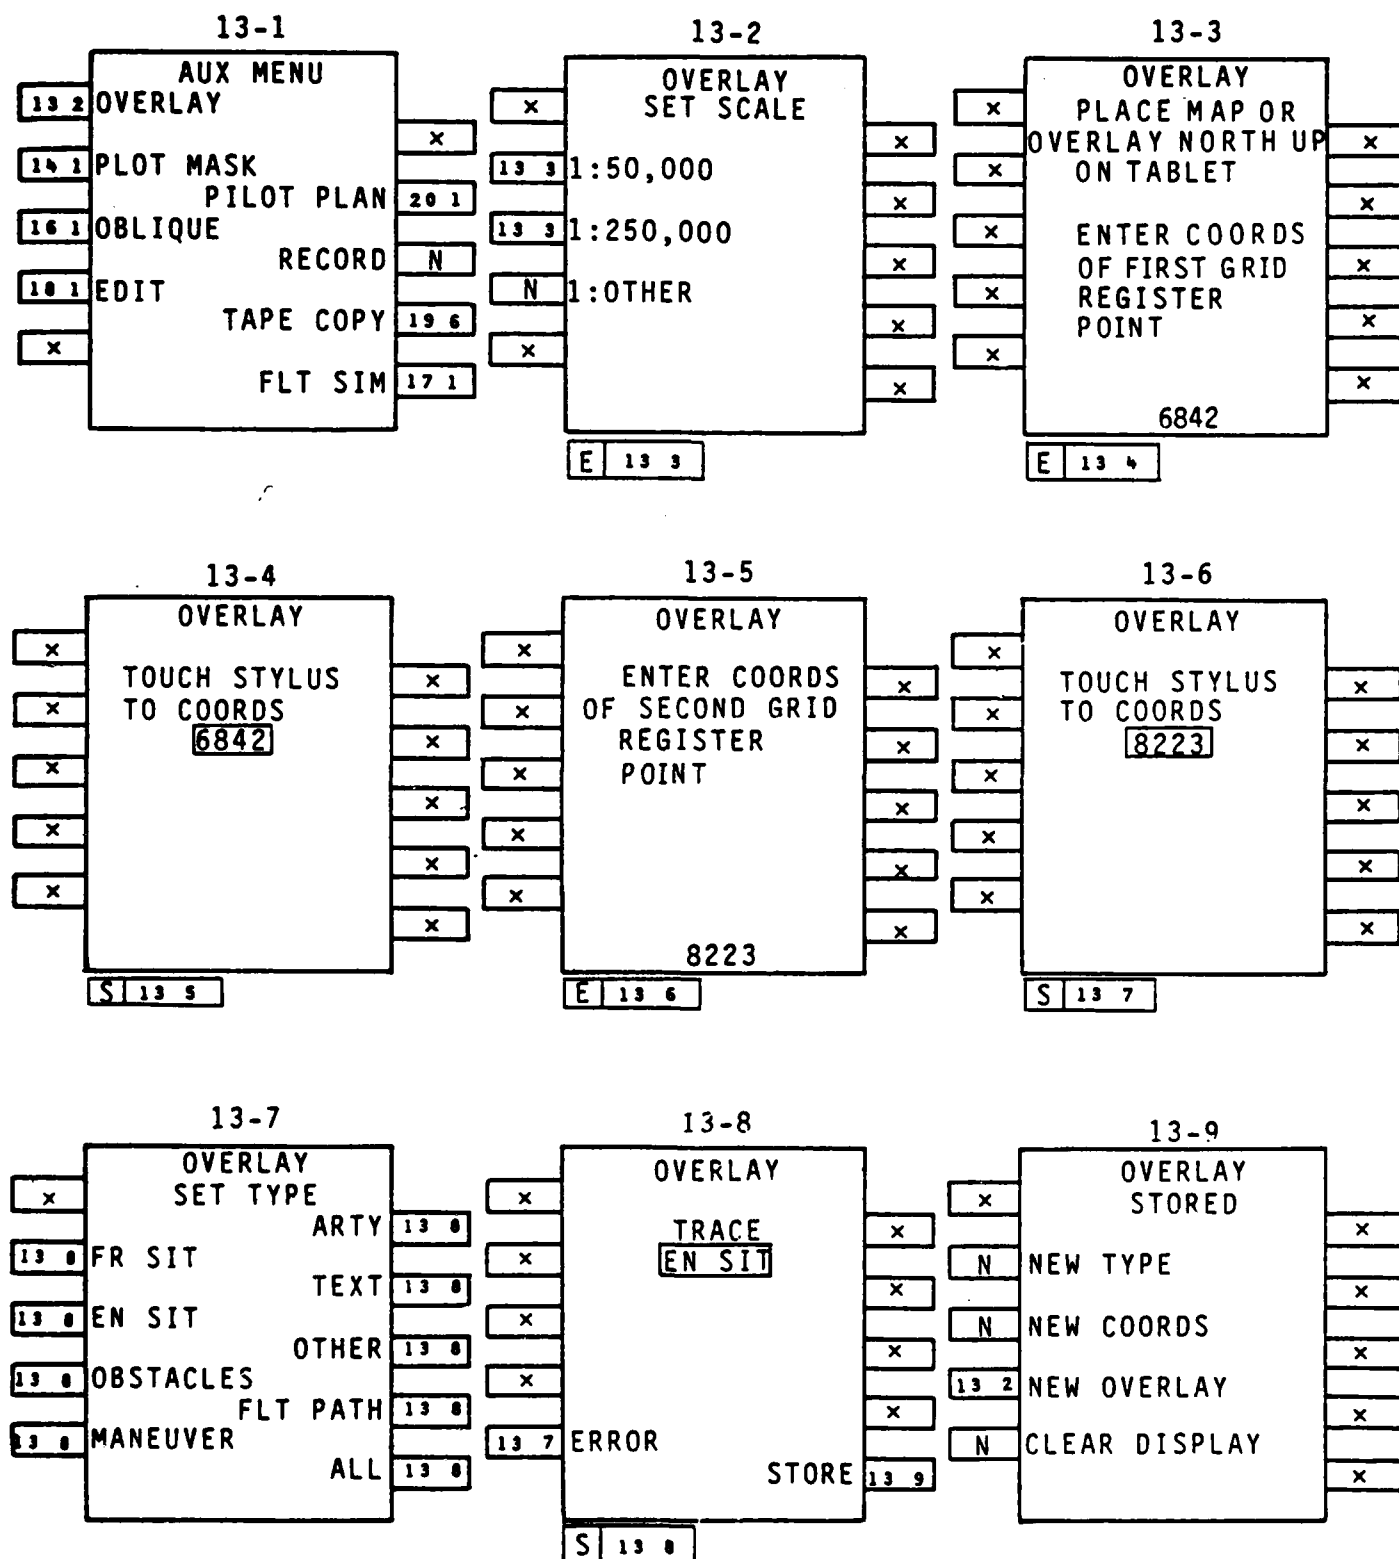 13-1
AUX MENU
13 2 OVERLAY
x
14 1 PLOT MASK
PILOT PLAN 20 1
16 1 OBLIQUE
RECORD N
18 1 EDIT
TAPE COPY 19 6
x
FLT SIM 17 1
13-2
OVERLAY
x SET SCALE
x
13 3 1:50,000
x
13 3 1:250,000
x
N 1:OTHER
x
x
x
E 13 3
13-3
OVERLAY
x PLACE MAP OR
OVERLAY NORTH UP x
x ON TABLET
x
x ENTER COORDS
OF FIRST GRID x
x REGISTER
POINT x
x
x
6842
E 13 4
13-4
OVERLAY
x
TOUCH STYLUS x
x TO COORDS
6842 x
x
x
x
x
x
x
S 13 5
13-5
OVERLAY
x
ENTER COORDS x
x OF SECOND GRID
REGISTER x
x POINT
x
x
x
x
x
8223
E 13 6
13-6
OVERLAY
x
TOUCH STYLUS x
x TO COORDS
8223 x
x
x
x
x
x
x
S 13 7
13-7
OVERLAY
x SET TYPE
ARTY 13 8
13 8 FR SIT
TEXT 13 8
13 8 EN SIT
OTHER 13 8
13 8 OBSTACLES
FLT PATH 13 8
13 8 MANEUVER
ALL 13 8
13-8
OVERLAY
x
TRACE x
x EN SIT
x
x
x
x
x
13 7 ERROR
STORE 13 9
S 13 8
13-9
OVERLAY
x STORED
x
N NEW TYPE
x
N NEW COORDS
x
13 2 NEW OVERLAY
x
N CLEAR DISPLAY
x